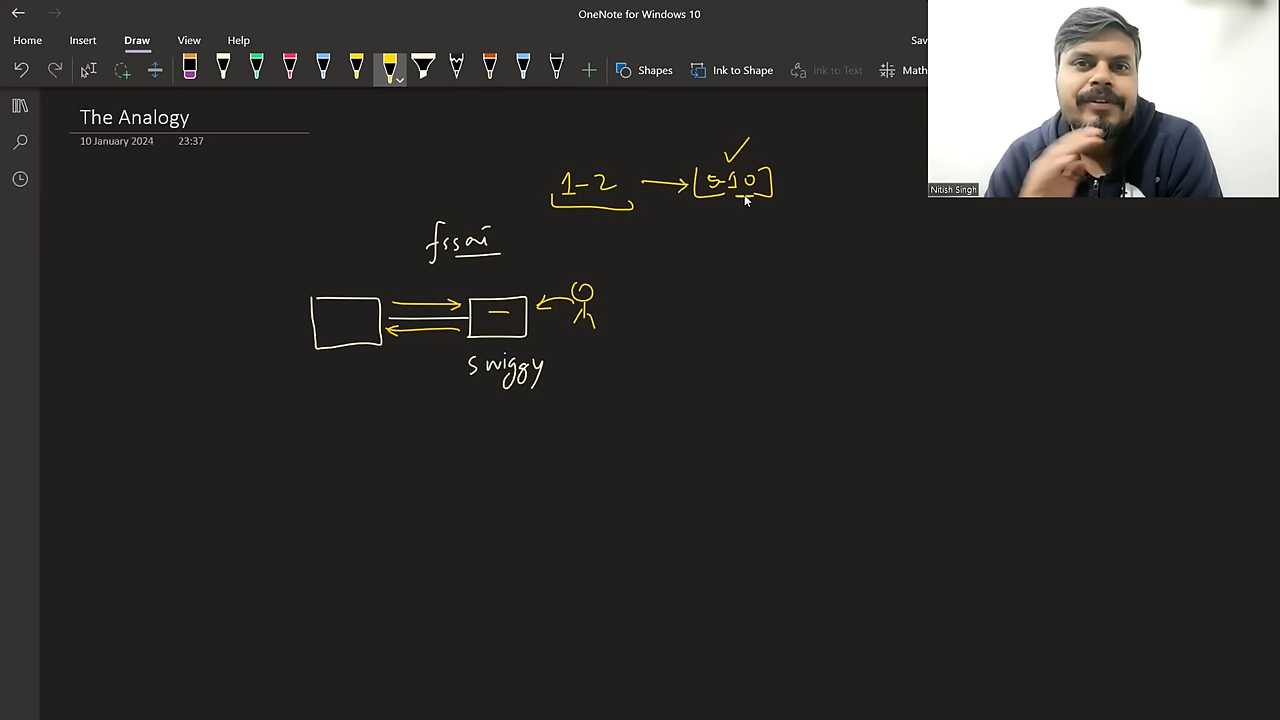 OneNote for Windows 10
Home Insert Draw View Help Sav
Shapes Ink to Shape Ink to Text Math
The Analogy
10 January 2024 23:37
1-2 → 5-10 ✓
fssai
swiggy
Nitish Singh